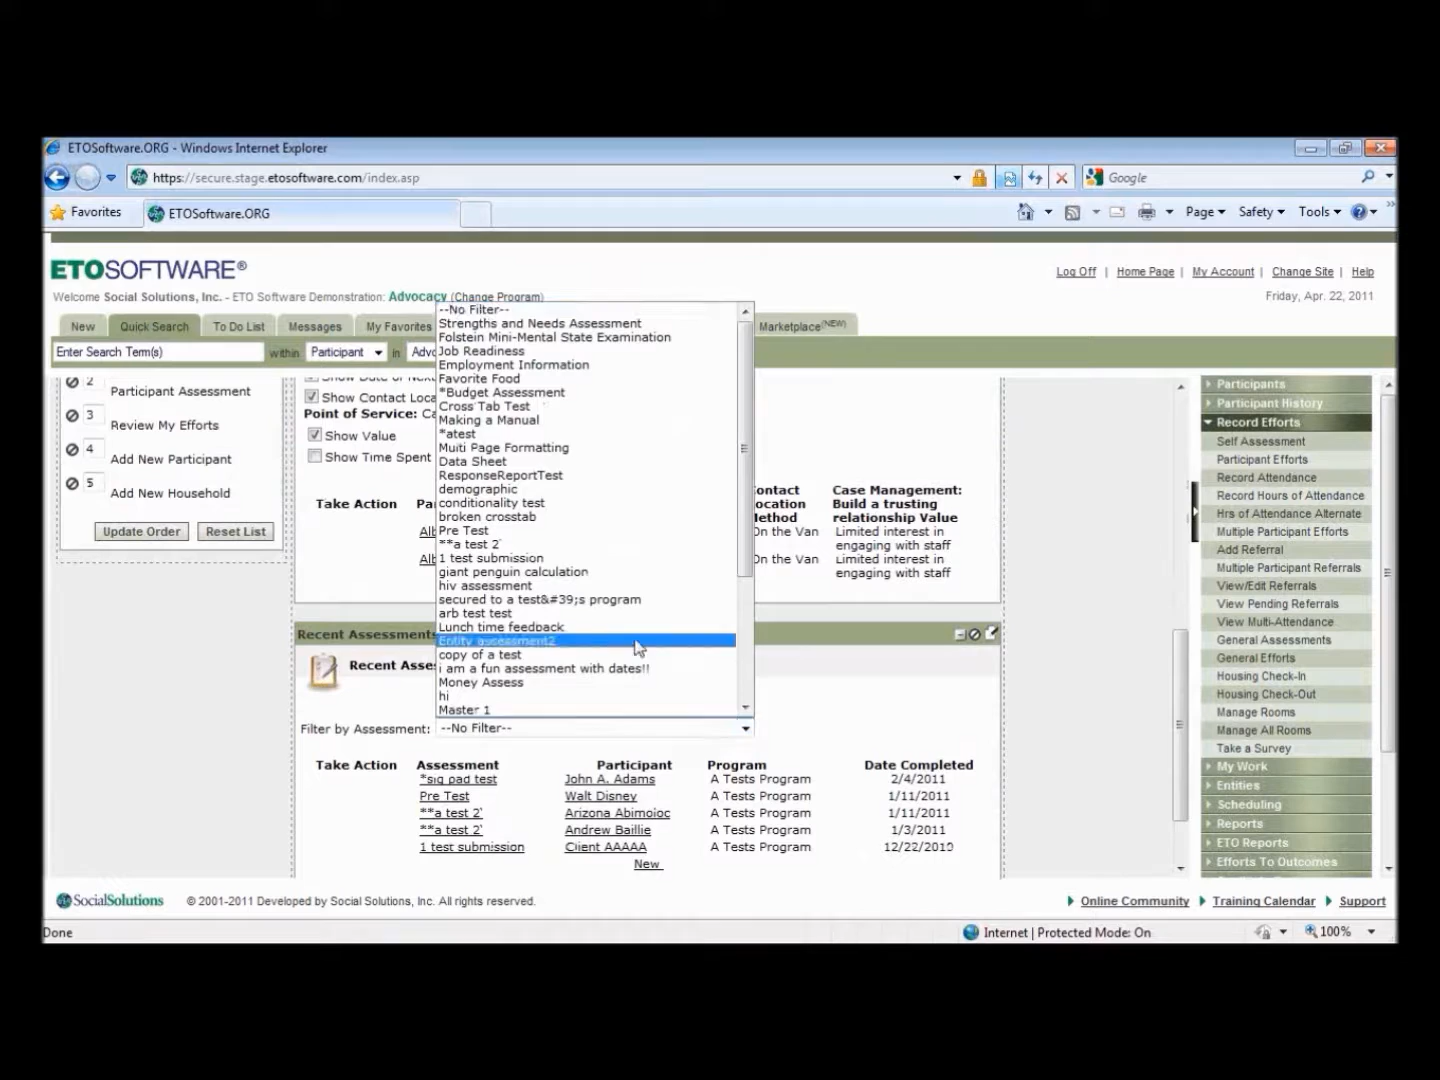 ETOSoftware.ORG - Windows Internet Explorer
https://secure.stage.etosoftware.com/index.asp
Google
Favorites
ETOSoftware.ORG
Page
Safety
Tools
ETOSOFTWARE®
Log Off | Home Page | My Account | Change Site | Help
Welcome Social Solutions, Inc. - ETO Software Demonstration: Advocacy (Change Program)
Friday, Apr. 22, 2011
New
Quick Search
To Do List
Messages
My Favorites
Marketplace(NEW)
Enter Search Term(s)
within
Participant
in
Advo
2
Participant Assessment
3
Review My Efforts
4
Add New Participant
5
Add New Household
Update Order
Reset List
Show Contact Loca
Point of Service: Ca
Show Value
Show Time Spent
Take Action
Pa
Alb
Alb
--No Filter--
Strengths and Needs Assessment
Folstein Mini-Mental State Examination
Job Readiness
Employment Information
Favorite Food
*Budget Assessment
Cross Tab Test
Making a Manual
*atest
Multi Page Formatting
Data Sheet
ResponseReportTest
demographic
conditionality test
broken crosstab
Pre Test
**a test 2`
1 test submission
giant penguin calculation
hiv assessment
secured to a test&#39;s program
arb test test
Lunch time feedback
Entity assessment2
copy of a test
i am a fun assessment with dates!!
Money Assess
hi
Master 1
ontact
ocation
ethod
On the Van
On the Van
Case Management:
Build a trusting
relationship Value
Limited interest in
engaging with staff
Limited interest in
engaging with staff
Recent Assessments
Recent Asse
Filter by Assessment:
--No Filter--
Take Action Assessment Participant Program Date Completed
*sig pad test John A. Adams A Tests Program 2/4/2011
Pre Test Walt Disney A Tests Program 1/11/2011
**a test 2` Arizona Abimoioc A Tests Program 1/11/2011
**a test 2` Andrew Baillie A Tests Program 1/3/2011
1 test submission Client AAAAA A Tests Program 12/22/2010
New
Participants
Participant History
Record Efforts
Self Assessment
Participant Efforts
Record Attendance
Record Hours of Attendance
Hrs of Attendance Alternate
Multiple Participant Efforts
Add Referral
Multiple Participant Referrals
View/Edit Referrals
View Pending Referrals
View Multi-Attendance
General Assessments
General Efforts
Housing Check-In
Housing Check-Out
Manage Rooms
Manage All Rooms
Take a Survey
My Work
Entities
Scheduling
Reports
ETO Reports
Efforts To Outcomes
SocialSolutions
© 2001-2011 Developed by Social Solutions, Inc. All rights reserved.
Online Community
Training Calendar
Support
Done
Internet | Protected Mode: On
100%